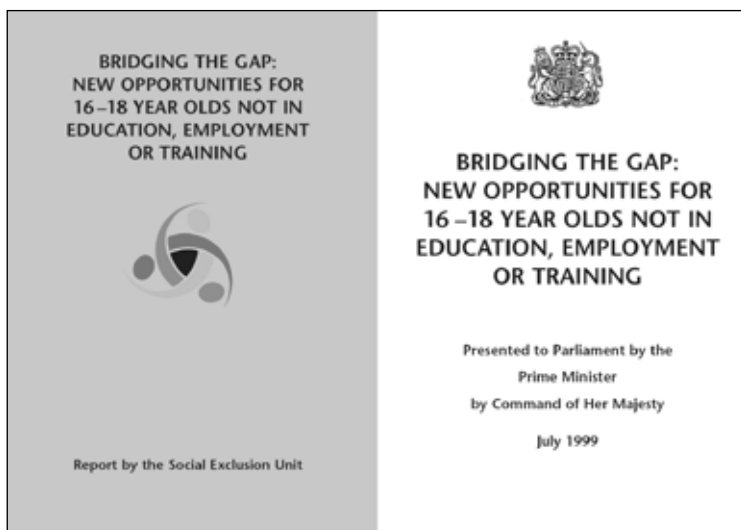 BRIDGING THE GAP:
NEW OPPORTUNITIES FOR
16–18 YEAR OLDS NOT IN
EDUCATION, EMPLOYMENT
OR TRAINING
Report by the Social Exclusion Unit
BRIDGING THE GAP:
NEW OPPORTUNITIES FOR
16–18 YEAR OLDS NOT IN
EDUCATION, EMPLOYMENT
OR TRAINING
Presented to Parliament by the
Prime Minister
by Command of Her Majesty
July 1999